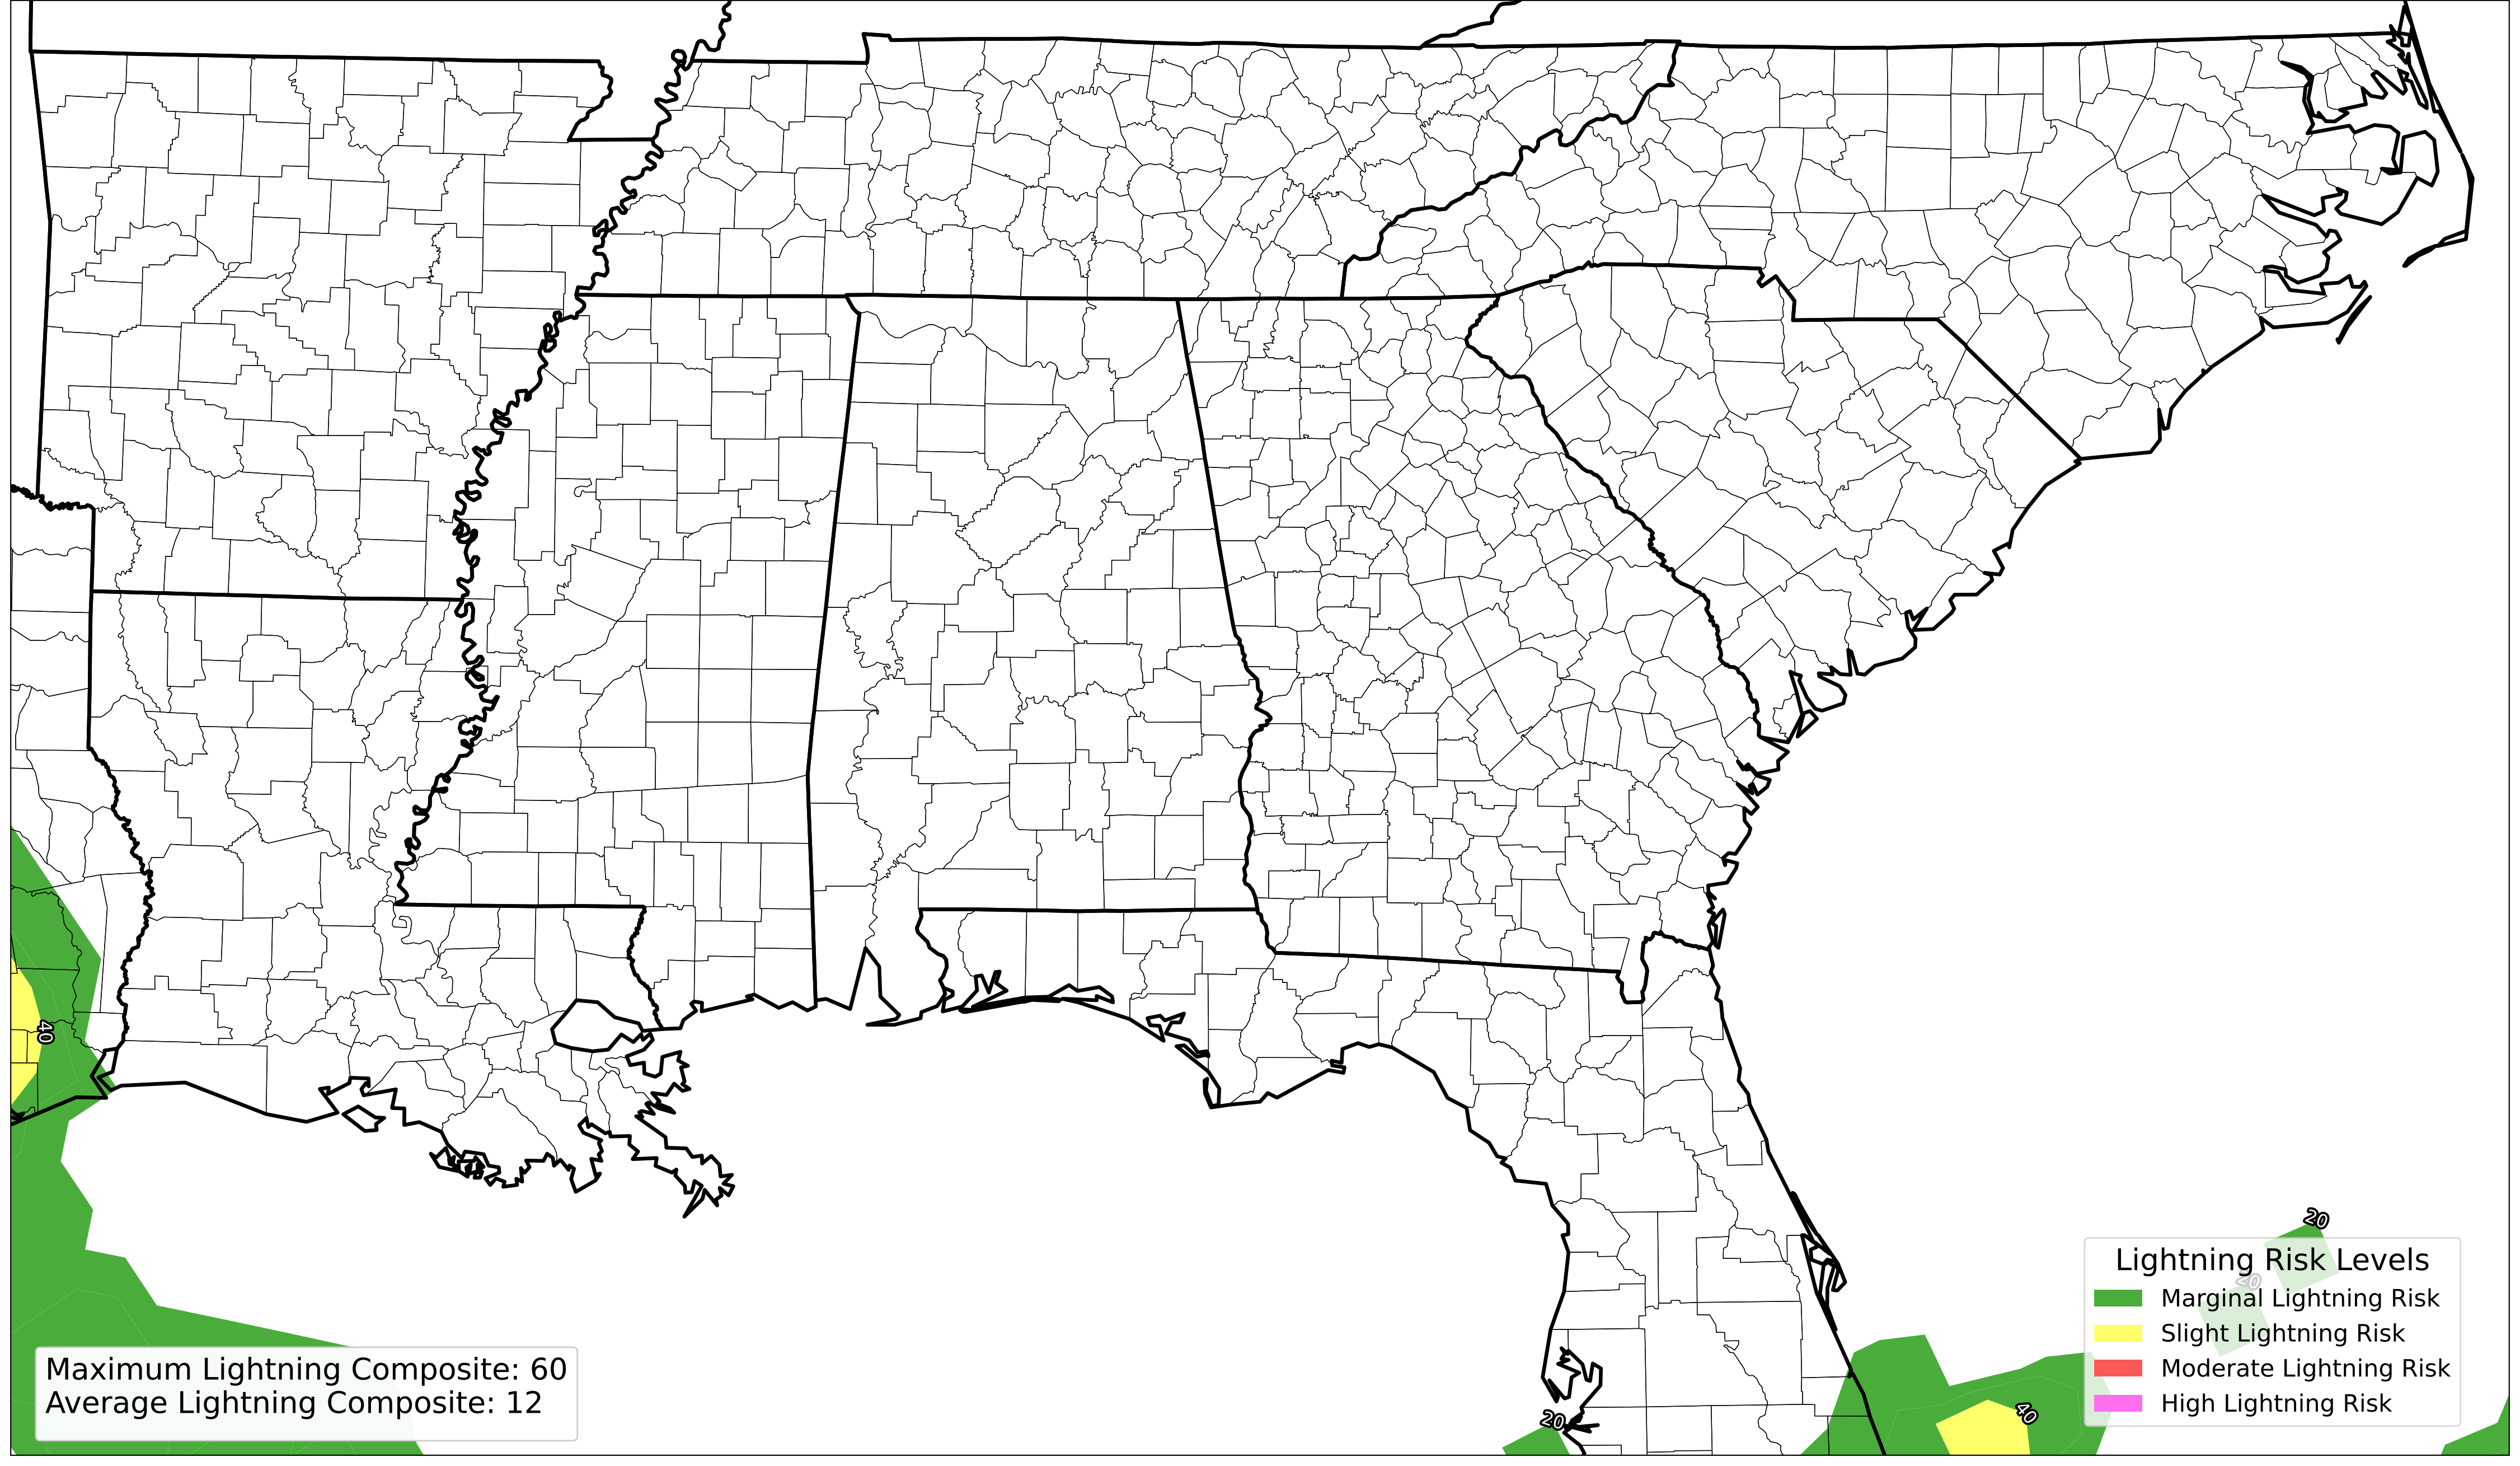 40
20
Lightning Risk Levels
20
Marginal Lightning Risk
Slight Lightning Risk
Moderate Lightning Risk
High Lightning Risk
Maximum Lightning Composite: 60
Average Lightning Composite: 12
20
40